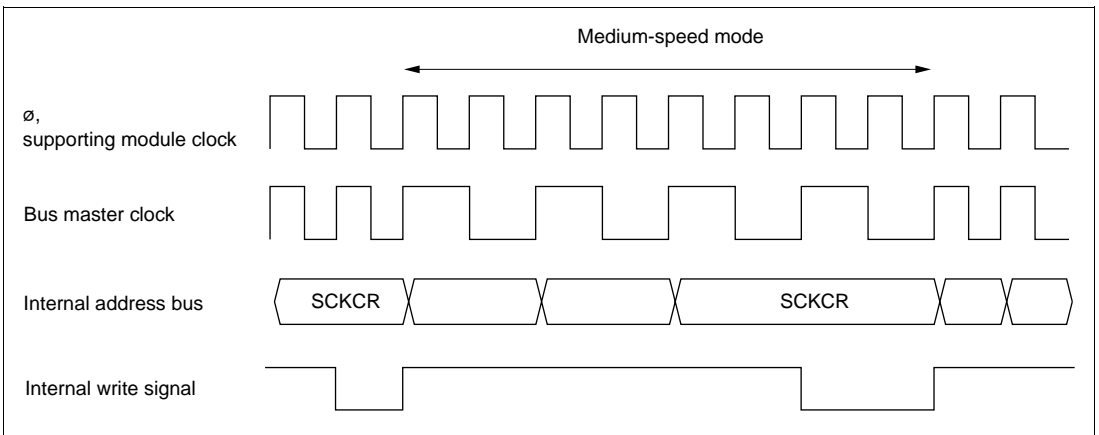 Medium-speed mode
ø,
supporting module clock
Bus master clock
Internal address bus
SCKCR
SCKCR
Internal write signal